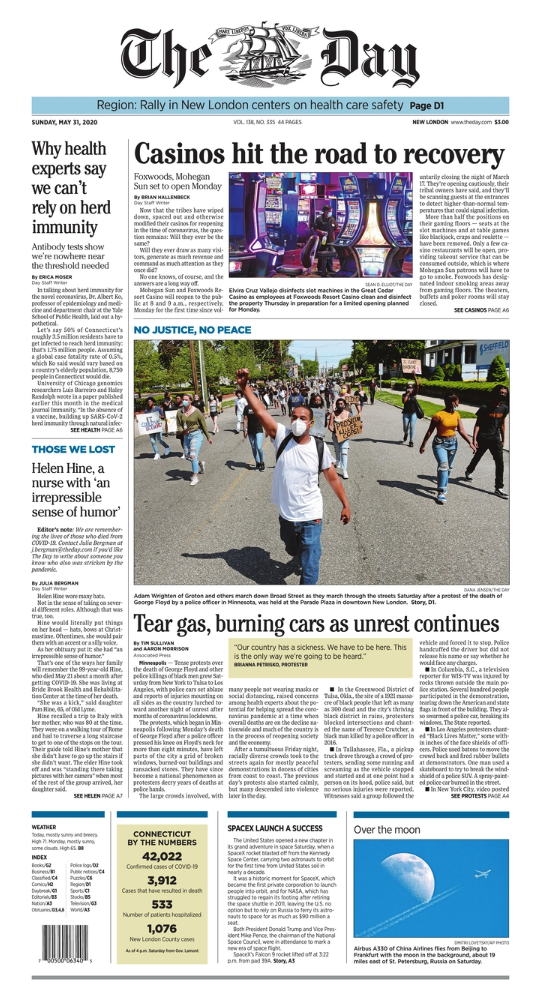 The Day
Region: Rally in New London centers on health care safety Page D1
SUNDAY, MAY 31, 2020
VOL. 138, NO. 335 44 PAGES
NEW LONDON www.theday.com $3.00
Why health
experts say
we can't
rely on herd
immunity
Antibody tests show
we're nowhere near
the threshold needed
By ERICA MOSER
Day Staff Writer
In talking about herd immunity for
the novel coronavirus, Dr. Albert Ko,
professor of epidemiology and medi-
cine and department chair at the Yale
School of Public Health, laid out a hy-
pothetical.
Let's say 50% of Connecticut's
roughly 3.5 million residents have to
get infected to reach herd immunity:
that's 1.75 million people. Assuming
a global case fatality rate of 0.5%,
which Ko said would vary based on
a country's elderly population, 8,750
people in Connecticut would die.
University of Chicago genomics
researchers Luis Barreiro and Haley
Randolph wrote in a paper published
earlier this month in the medical
journal Immunity, "In the absence of
a vaccine, building up SARS-CoV-2
herd immunity through natural infec-
SEE HEALTH PAGE A6
THOSE WE LOST
Helen Hine, a
nurse with 'an
irrepressible
sense of humor'
Editor's note: We are remember-
ing the lives of those who died from
COVID-19. Contact Julia Bergman at
j.bergman@theday.com if you'd like
The Day to write about someone you
know who also was stricken by the
pandemic.
By JULIA BERGMAN
Day Staff Writer
Helen Hine wore many hats.
Not in the sense of taking on sever-
al different roles. Although that was
true, too.
Hine would literally put things
on her head — hats, bows at Christ-
mastime. Oftentimes, she would pair
them with an accent or a silly voice.
As her obituary put it: she had "an
irrepressible sense of humor."
That's one of the ways her family
will remember the 89-year-old Hine,
who died May 21 about a month after
getting COVID-19. She was living at
Bride Brook Health and Rehabilita-
tion Center at the time of her death.
"She was a kick," said daughter
Pam Hine, 65, of Old Lyme.
Hine recalled a trip to Italy with
her mother, who was 80 at the time.
They were on a walking tour of Rome
and had to traverse a long staircase
to get to one of the stops on the tour.
Their guide told Hine's mother that
she didn't have to go up the stairs if
she didn't want. The elder Hine took
off and was "standing there taking
pictures with her camera" when most
of the rest of the group arrived, her
daughter said.
SEE HELEN PAGE A7
Casinos hit the road to recovery
Foxwoods, Mohegan
Sun set to open Monday
By BRIAN HALLENBECK
Day Staff Writer
Now that the tribes have wiped
down, spaced out and otherwise
modified their casinos for reopening
in the time of coronavirus, the ques-
tion remains: Will they ever be the
same?
Will they ever draw as many visi-
tors, generate as much revenue and
command as much attention as they
once did?
No one knows, of course, and the
answers are a long way off.
Mohegan Sun and Foxwoods Re-
sort Casino will reopen to the pub-
lic at 8 and 9 a.m., respectively,
Monday for the first time since vol-
SEAN D. ELLIOT/THE DAY
Elvira Cruz Vallejo disinfects slot machines in the Great Cedar
Casino as employees at Foxwoods Resort Casino clean and disinfect
the property Thursday in preparation for a limited opening planned
for Monday.
untarily closing the night of March
17. They're opening cautiously, their
tribal owners have said, and they'll
be scanning guests at the entrances
to detect higher-than-normal tem-
peratures that could signal infection.
More than half the positions on
their gaming floors — seats at the
slot machines and at table games
like blackjack, craps and roulette —
have been removed. Only a few ca-
sino restaurants will be open, pro-
viding takeout service that can be
consumed outside, which is where
Mohegan Sun patrons will have to
go to smoke. Foxwoods has desig-
nated indoor smoking areas away
from gaming floors. The theaters,
buffets and poker rooms will stay
closed.
SEE CASINOS PAGE A6
NO JUSTICE, NO PEACE
SHEFFIELD
DANA JENSEN/THE DAY
Adam Wrighten of Groton and others march down Broad Street as they march through the streets Saturday after a protest of the death of
George Floyd by a police officer in Minnesota, was held at the Parade Plaza in downtown New London. Story, D1.
Tear gas, burning cars as unrest continues
By TIM SULLIVAN
and AARON MORRISON
Associated Press
Minneapolis — Tense protests over
the death of George Floyd and other
police killings of black men grew Sat-
urday from New York to Tulsa to Los
Angeles, with police cars set ablaze
and reports of injuries mounting on
all sides as the country lurched to-
ward another night of unrest after
months of coronavirus lockdowns.
The protests, which began in Min-
neapolis following Monday's death
of George Floyd after a police officer
pressed his knee on Floyd's neck for
more than eight minutes, have left
parts of the city a grid of broken
windows, burned-out buildings and
ransacked stores. They have since
become a national phenomenon as
protesters decry years of deaths at
police hands.
The large crowds involved, with
"Our country has a sickness. We have to be here. This
is the only way we're going to be heard."
BRIANNA PETRISKO, PROTESTER
many people not wearing masks or
social distancing, raised concerns
among health experts about the po-
tential for helping spread the coro-
navirus pandemic at a time when
overall deaths are on the decline na-
tionwide and much of the country is
in the process of reopening society
and the economy.
After a tumultuous Friday night,
racially diverse crowds took to the
streets again for mostly peaceful
demonstrations in dozens of cities
from coast to coast. The previous
day's protests also started calmly,
but many descended into violence
later in the day.
■ In the Greenwood District of
Tulsa, Okla., the site of a 1921 massa-
cre of black people that left as many
as 300 dead and the city's thriving
black district in ruins, protesters
blocked intersections and chant-
ed the name of Terence Crutcher, a
black man killed by a police officer in
2016.
■ In Tallahassee, Fla., a pickup
truck drove through a crowd of pro-
testers, sending some running and
screaming as the vehicle stopped
and started and at one point had a
person on its hood, police said, but
no serious injuries were reported.
Witnesses said a group followed the
vehicle and forced it to stop. Police
handcuffed the driver but did not
release his name or say whether he
would face any charges.
■ In Columbia, S.C., a television
reporter for WIS-TV was injured by
rocks thrown outside the main po-
lice station. Several hundred people
participated in the demonstration,
tearing down the American and state
flags in front of the building. They al-
so swarmed a police car, breaking its
windows, The State reported.
■ In Los Angeles protesters chant-
ed "Black Lives Matter," some with-
in inches of the face shields of offi-
cers. Police used batons to move the
crowd back and fired rubber bullets
at demonstrators. One man used a
skateboard to try to break the wind-
shield of a police SUV. A spray-paint-
ed police car burned in the street.
■ In New York City, video posted
SEE PROTESTS PAGE A4
WEATHER
Today, mostly sunny and breezy.
High 71. Monday, mostly sunny,
some clouds. High 65. B8
INDEX
Books/G2
Business/B1
Classified/C4
Comics/H2
Daybreak/G1
Editorials/B3
Nation/A3
Obituaries/D3,4,6
Police logs/D2
Public notices/C4
Puzzles/C6
Region/D1
Sports/C1
Stocks/B5
Television/G3
World/A3
CONNECTICUT
BY THE NUMBERS
42,022
Confirmed cases of COVID-19
3,912
Cases that have resulted in death
533
Number of patients hospitalized
1,076
New London County cases
As of 4 p.m. Saturday from Gov. Lamont
SPACEX LAUNCH A SUCCESS
The United States opened a new chapter in
its grand adventure in space Saturday, when a
SpaceX rocket blasted off from the Kennedy
Space Center, carrying two astronauts to orbit
for the first time from United States soil in
nearly a decade.
It was a historic moment for SpaceX, which
became the first private corporation to launch
people into orbit, and for NASA, which has
struggled to regain its footing after retiring
the space shuttle in 2011, leaving the U.S. no
option but to rely on Russia to ferry its astro-
nauts to space for as much as $90 million a
seat.
Both President Donald Trump and Vice Pres-
ident Mike Pence, the chairman of the National
Space Council, were in attendance to mark a
new era of space flight.
SpaceX's Falcon 9 rocket lifted off at 3:22
p.m. from pad 39A. Story, A3
Over the moon
DMITRI LOVETSKY/AP PHOTO
Airbus A330 of China Airlines flies from Beijing to
Frankfurt with the moon in the background, about 19
miles east of St. Petersburg, Russia on Saturday.